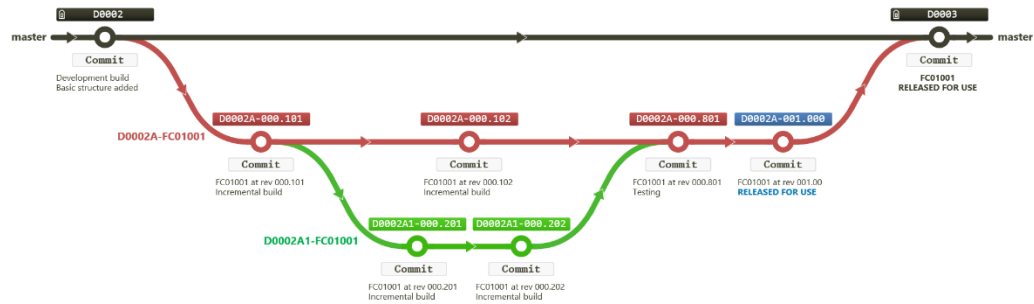 D0002
D0003
master
master
Commit
Commit
Development build
Basic structure added
FC01001
RELEASED FOR USE
D0002A-000.101
D0002A-000.102
D0002A-000.801
D0002A-001.000
D0002A-FC01001
Commit
Commit
Commit
Commit
FC01001 at rev 000.101
Incremental build
FC01001 at rev 000.102
Incremental build
FC01001 at rev 000.801
Testing
FC01001 at rev 001.00
RELEASED FOR USE
D0002A1-000.201
D0002A1-000.202
D0002A1-FC01001
Commit
Commit
FC01001 at rev 000.201
Incremental build
FC01001 at rev 000.202
Incremental build